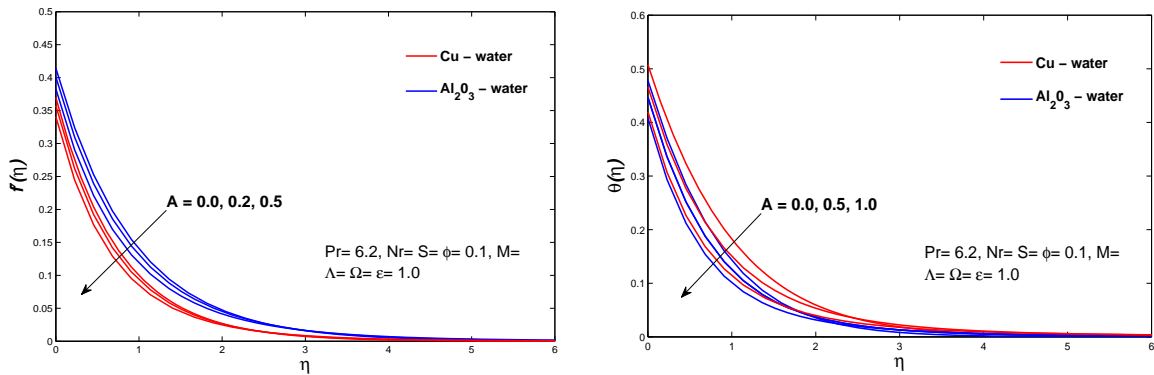 0.5
0.45
0.4
0.35
0.3
0.25
0.2
0.15
0.1
0.05
0
f'(η)
Cu – water
Al₂0₃ – water
A = 0.0, 0.2, 0.5
Pr= 6.2, Nr= S= ϕ= 0.1, M=
Λ= Ω= ε= 1.0
0 1 2 3 4 5 6
η
0.6
0.5
0.4
0.3
0.2
0.1
0
θ(η)
Cu – water
Al₂0₃ – water
A = 0.0, 0.5, 1.0
Pr= 6.2, Nr= S= ϕ= 0.1, M=
Λ= Ω= ε= 1.0
0 1 2 3 4 5 6
η